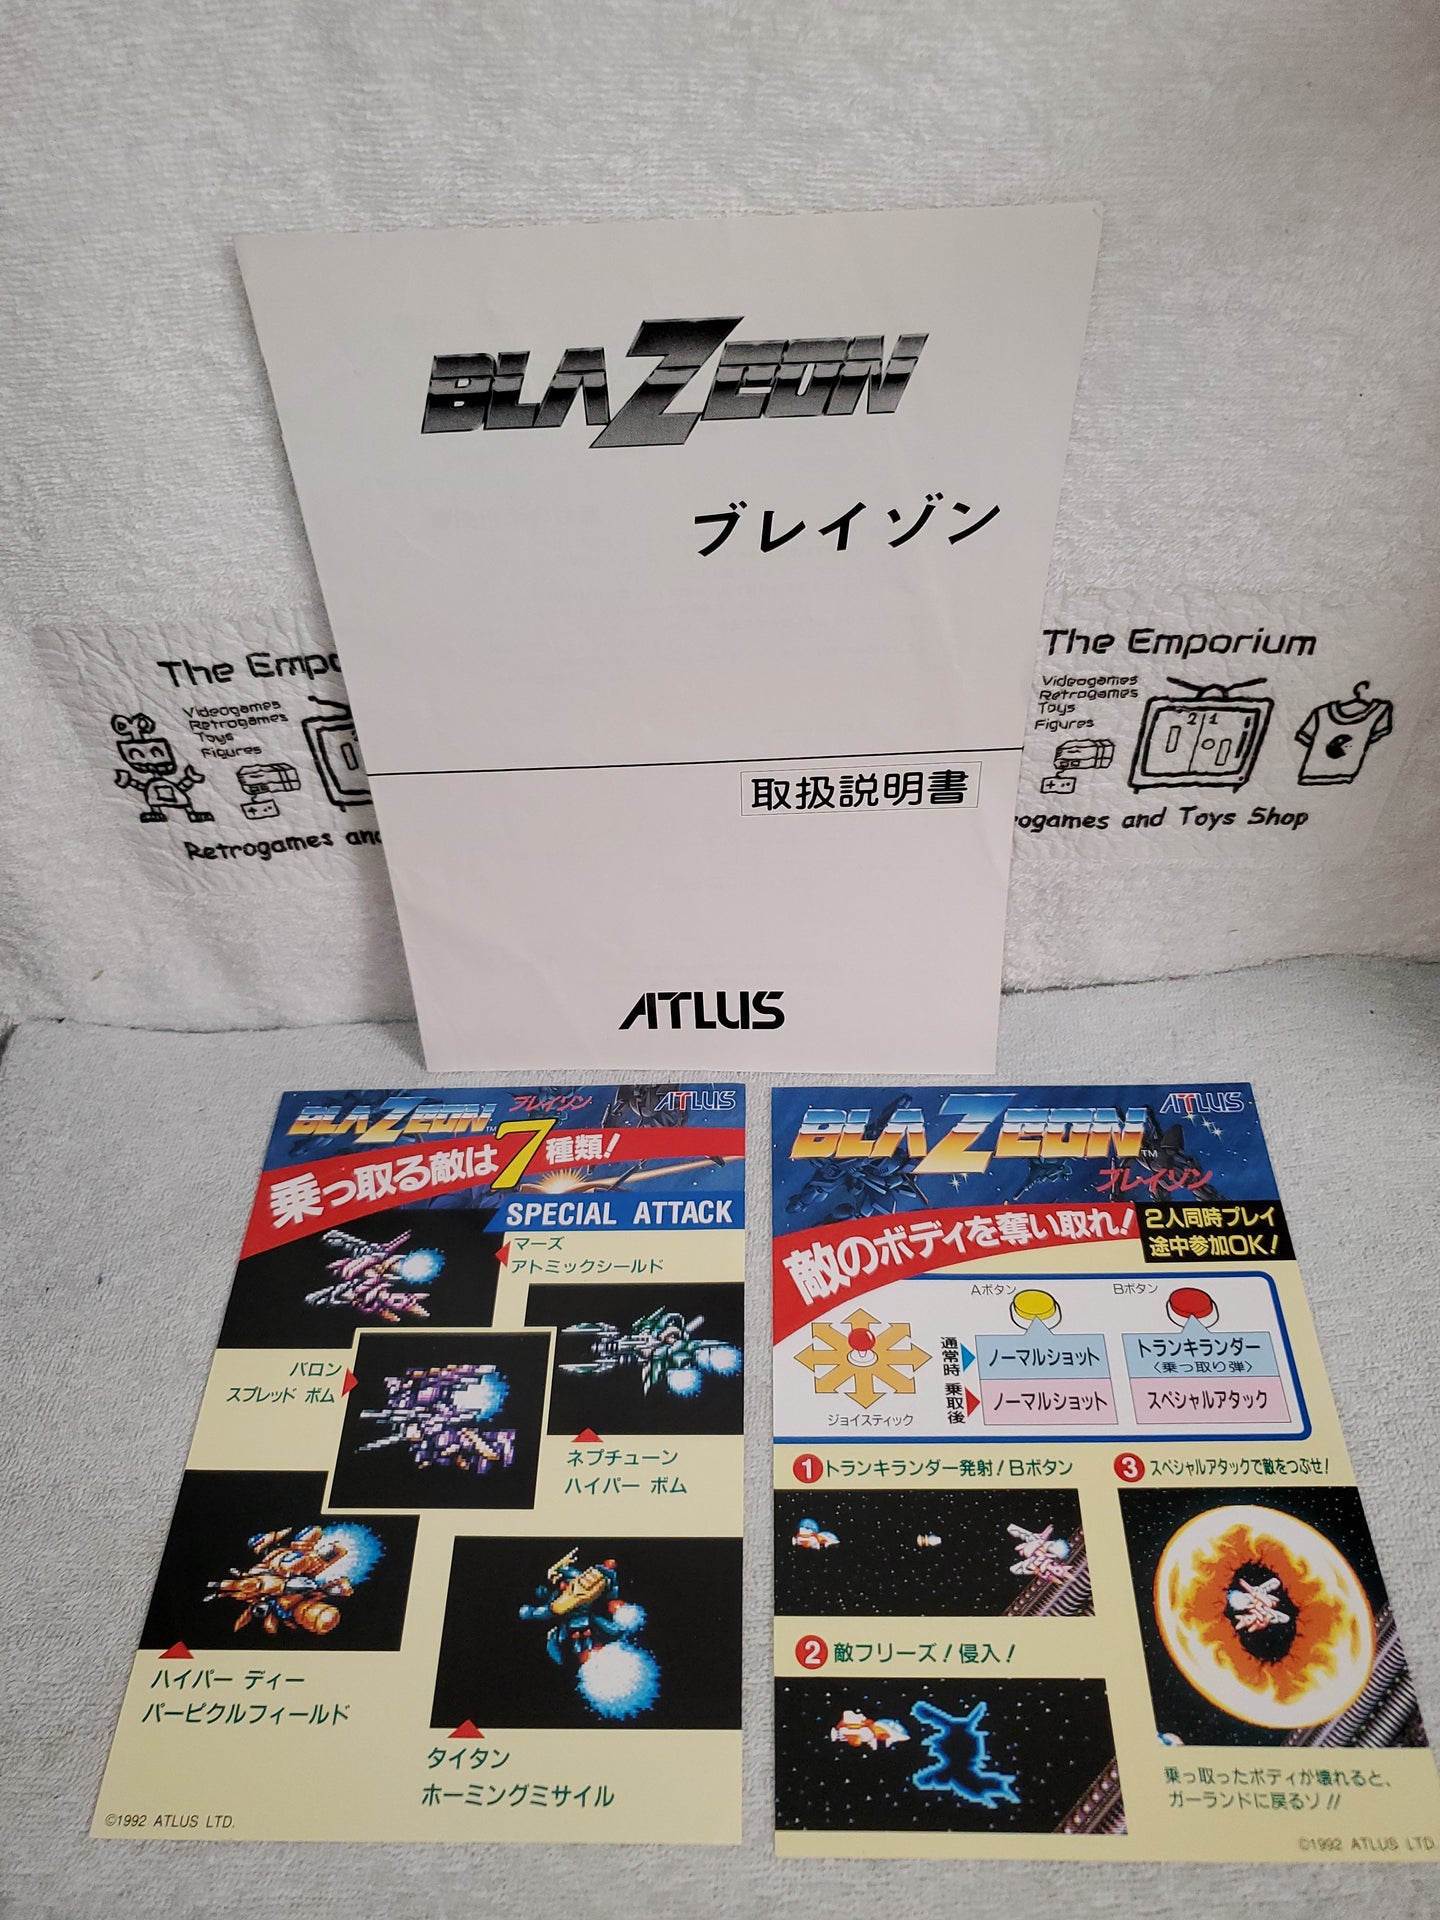 BLAZEON
ブレイゾン
取扱説明書
ATLUS
The Empo
Videogames
Retrogames
Toys
Figures
Retrogames and
The Emporium
Videogames
Retrogames
Toys
Figures
2 1
rogames and Toys Shop
BLAZEON™ ブレイゾン ATLUS
乗っ取る敵は7種類!
SPECIAL ATTACK
マーズ
アトミックシールド
バロン
スプレッド ボム
ネプチューン
ハイパー ボム
ハイパー ディー
パーピクルフィールド
タイタン
ホーミングミサイル
©1992 ATLUS LTD.
BLAZEON™ ATLUS
ブレイゾン
敵のボディを奪い取れ!
2人同時プレイ
途中参加OK!
Aボタン Bボタン
ジョイスティック
通常時 ノーマルショット トランキランダー
〈乗っ取り弾〉
乗取後 ノーマルショット スペシャルアタック
1 トランキランダー発射!Bボタン
2 敵フリーズ!侵入!
3 スペシャルアタックで敵をつぶせ!
乗っ取ったボディが壊れると、
ガーランドに戻るゾ!!
©1992 ATLUS LTD.